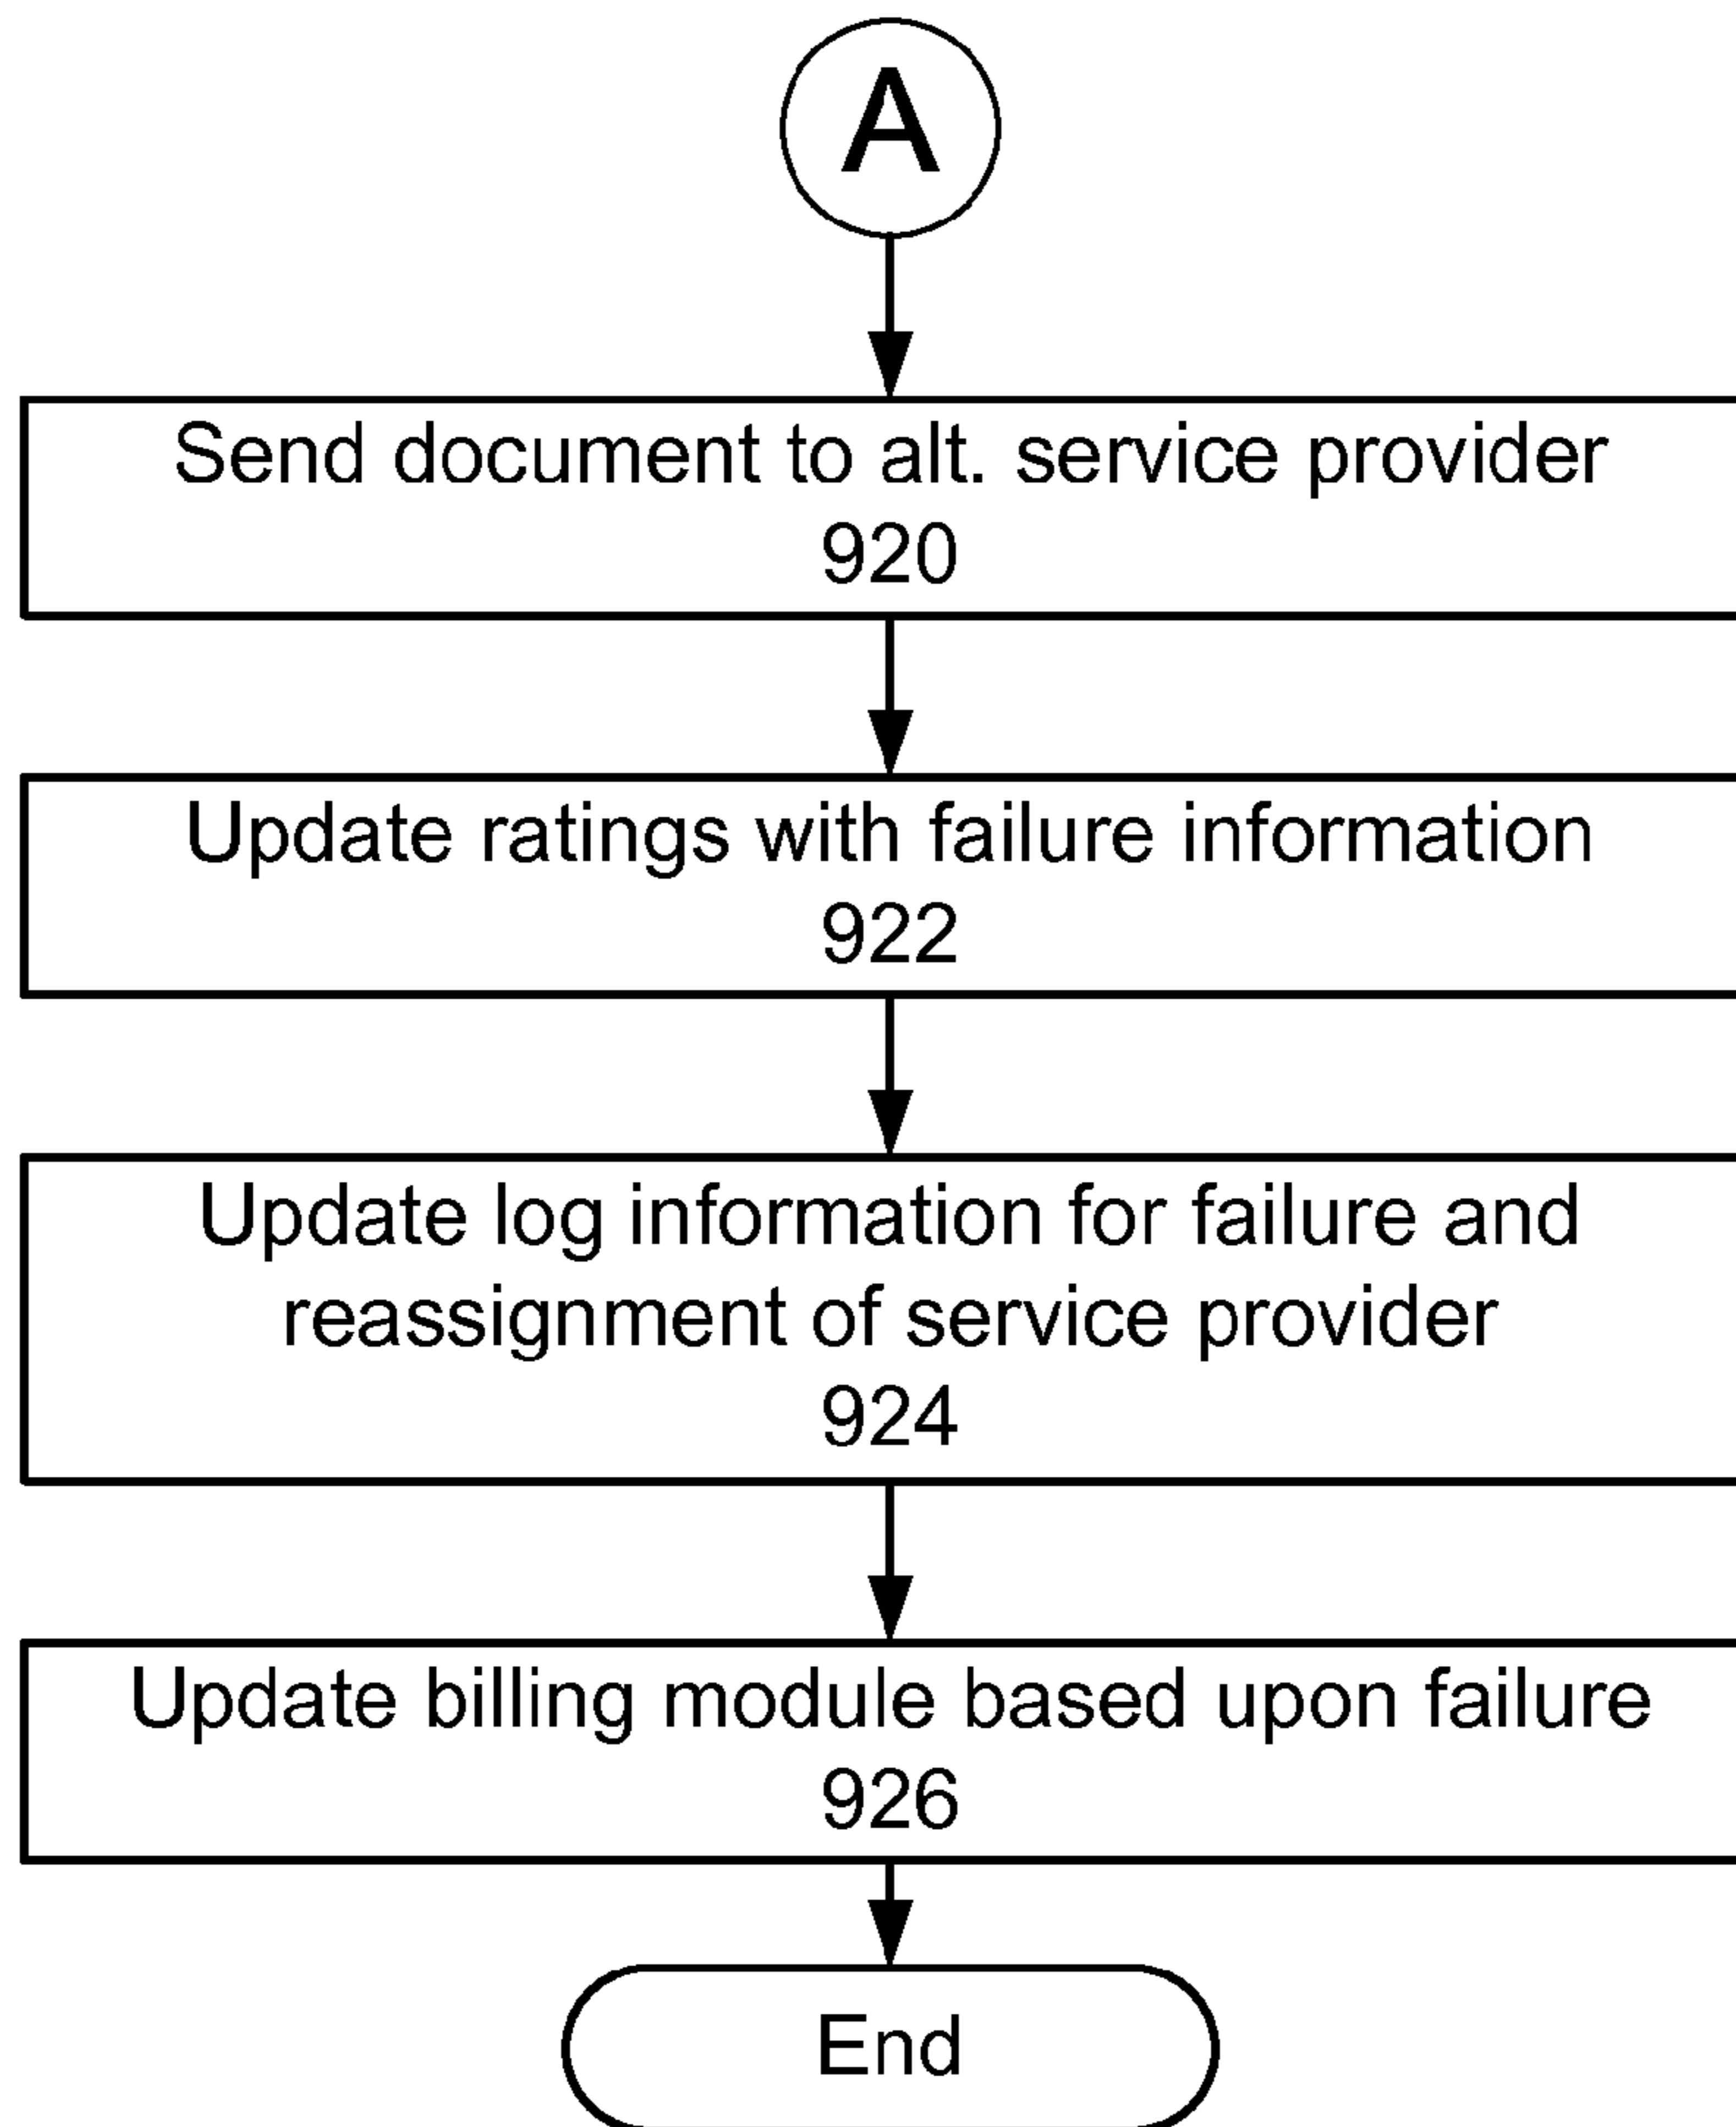 A
Send document to alt. service provider
920
Update ratings with failure information
922
Update log information for failure and
reassignment of service provider
924
Update billing module based upon failure
926
End